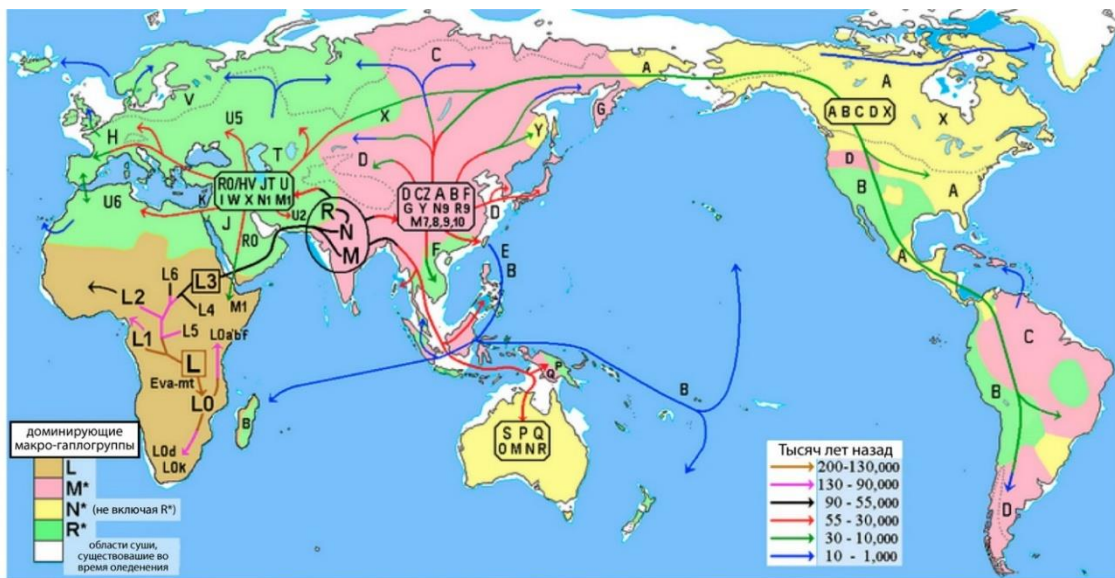 C
A
A
A B C D X
X
V
G
H
U5
X
Y
T
D
A
D
B
R0/HV JT U
I W X N1 M1
D CZ A B F
G Y N9 R9
M7,8,9,10
K
U6
J
U2
R
N
M
D
R0
F
E
B
A
L6
L3
L2
L4
M1
L5
L0a'b'f
L1
L
Eva-mt
L0
Q
P
B
C
B
B
S P Q
O M N R
L0d
L0k
D
доминирующие
макро-гаплогруппы
L
M*
N* (не включая R*)
R*
области суши,
существовашие во
время оледенения
Тысяч лет назад
200-130,000
130 - 90,000
90 - 55,000
55 - 30,000
30 - 10,000
10 - 1,000